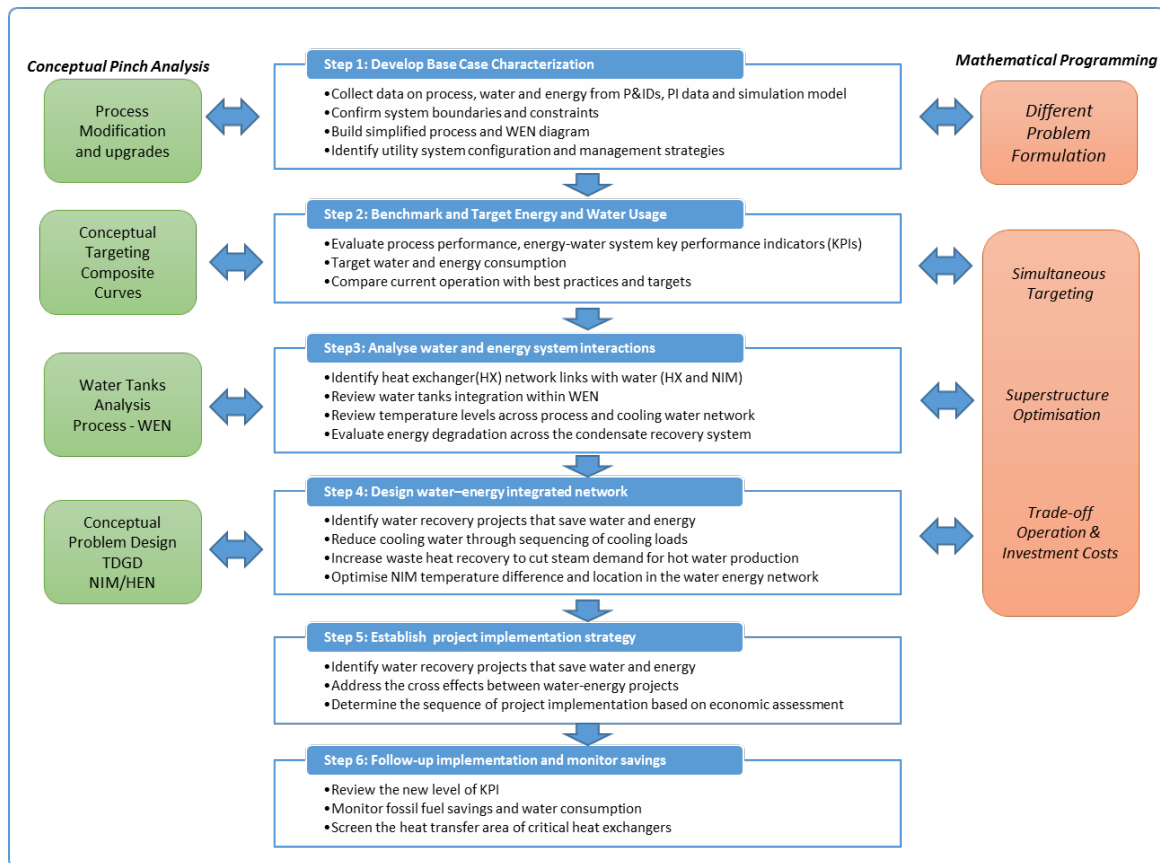 Conceptual Pinch Analysis
Process
Modification
and upgrades
Conceptual
Targeting
Composite
Curves
Water Tanks
Analysis
Process - WEN
Conceptual
Problem Design
TDGD
NIM/HEN
Step 1: Develop Base Case Characterization
•Collect data on process, water and energy from P&IDs, PI data and simulation model
•Confirm system boundaries and constraints
•Build simplified process and WEN diagram
•Identify utility system configuration and management strategies
Step 2: Benchmark and Target Energy and Water Usage
•Evaluate process performance, energy-water system key performance indicators (KPIs)
•Target water and energy consumption
•Compare current operation with best practices and targets
Step3: Analyse water and energy system interactions
•Identify heat exchanger(HX) network links with water (HX and NIM)
•Review water tanks integration within WEN
•Review temperature levels across process and cooling water network
•Evaluate energy degradation across the condensate recovery system
Step 4: Design water–energy integrated network
•Identify water recovery projects that save water and energy
•Reduce cooling water through sequencing of cooling loads
•Increase waste heat recovery to cut steam demand for hot water production
•Optimise NIM temperature difference and location in the water energy network
Step 5: Establish project implementation strategy
•Identify water recovery projects that save water and energy
•Address the cross effects between water-energy projects
•Determine the sequence of project implementation based on economic assessment
Step 6: Follow-up implementation and monitor savings
•Review the new level of KPI
•Monitor fossil fuel savings and water consumption
•Screen the heat transfer area of critical heat exchangers
Mathematical Programming
Different
Problem
Formulation
Simultaneous
Targeting
Superstructure
Optimisation
Trade-off
Operation &
Investment Costs